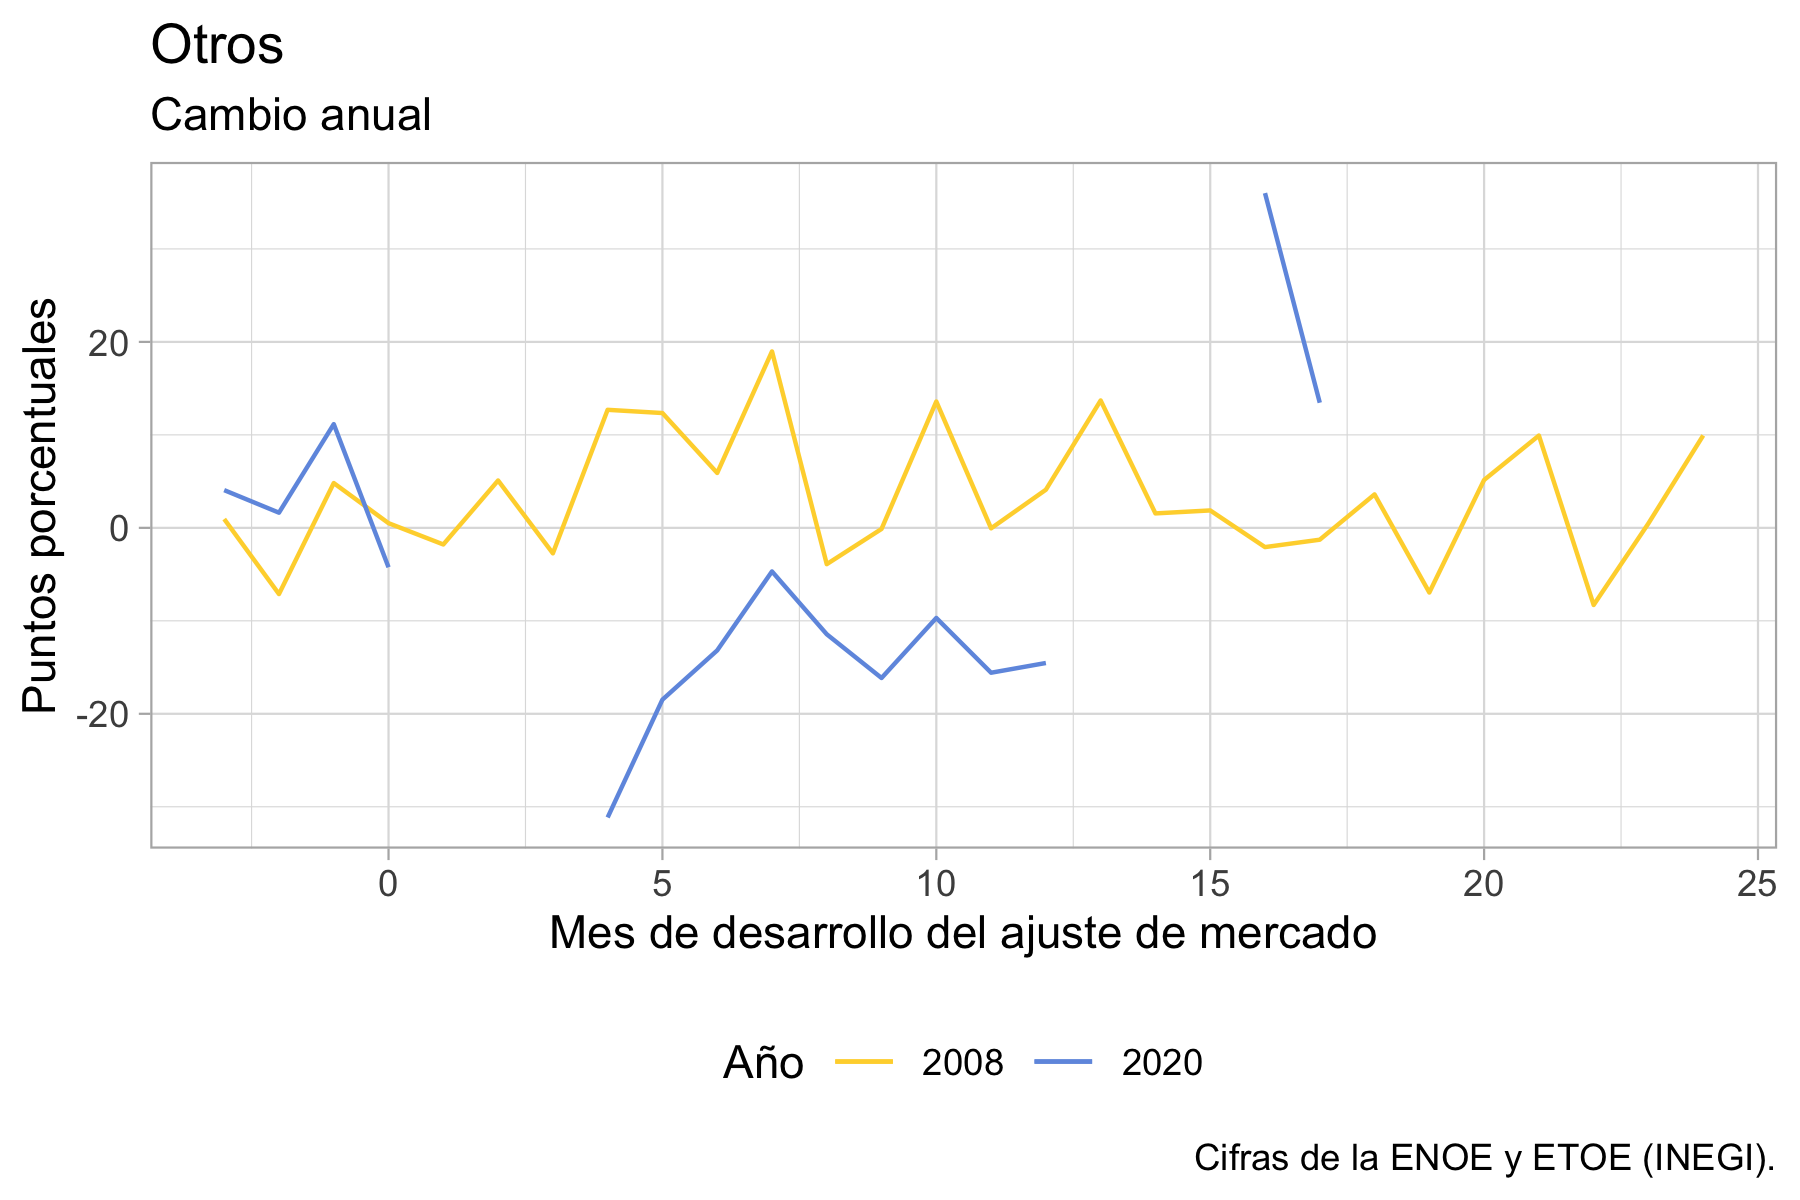 Otros
Cambio anual
Puntos porcentuales
20
0
-20
0 5 10 15 20 25
Mes de desarrollo del ajuste de mercado
Año 2008 2020
Cifras de la ENOE y ETOE (INEGI).